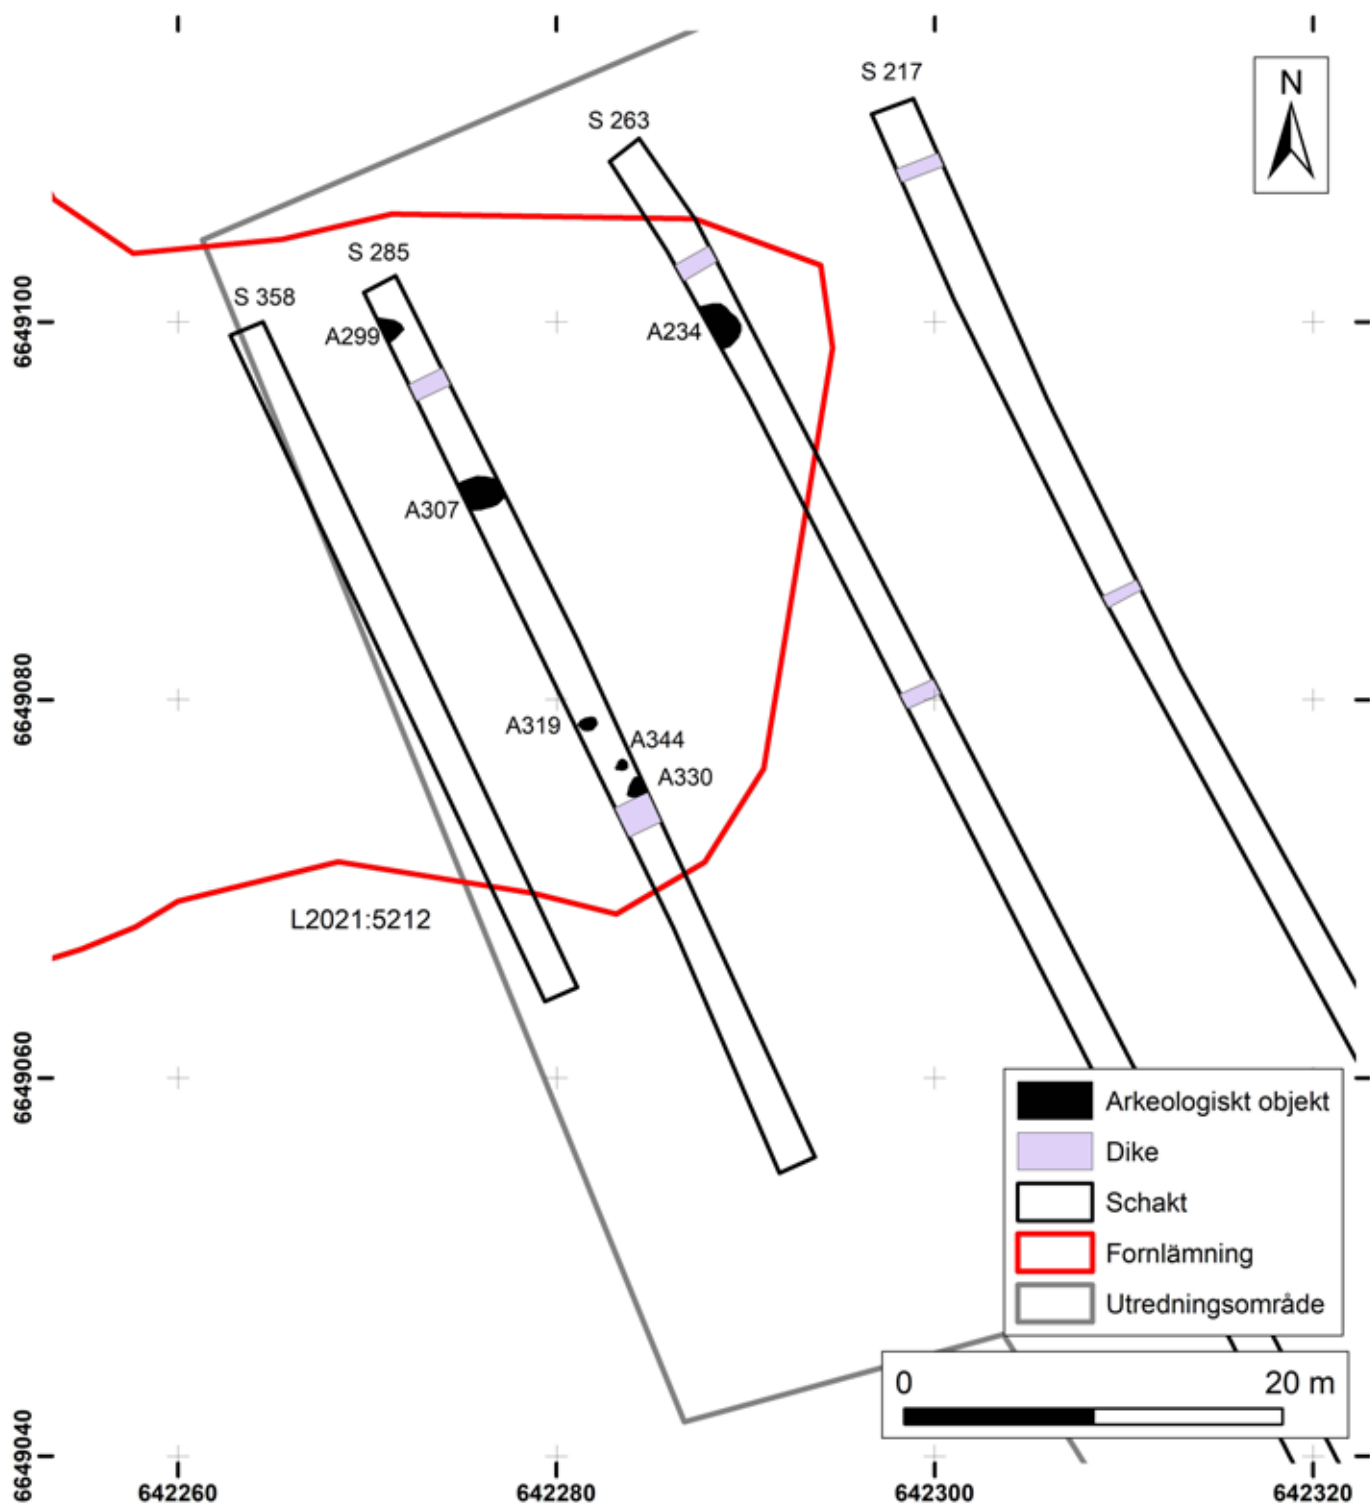 S 217
N
S 263
S 285
S 358
6649100
A299
A234
A307
6649080
A319
A344
A330
L2021:5212
6649060
Arkeologiskt objekt
Dike
Schakt
Fornlämning
Utredningsområde
0 20 m
6649040
642260 642280 642300 642320